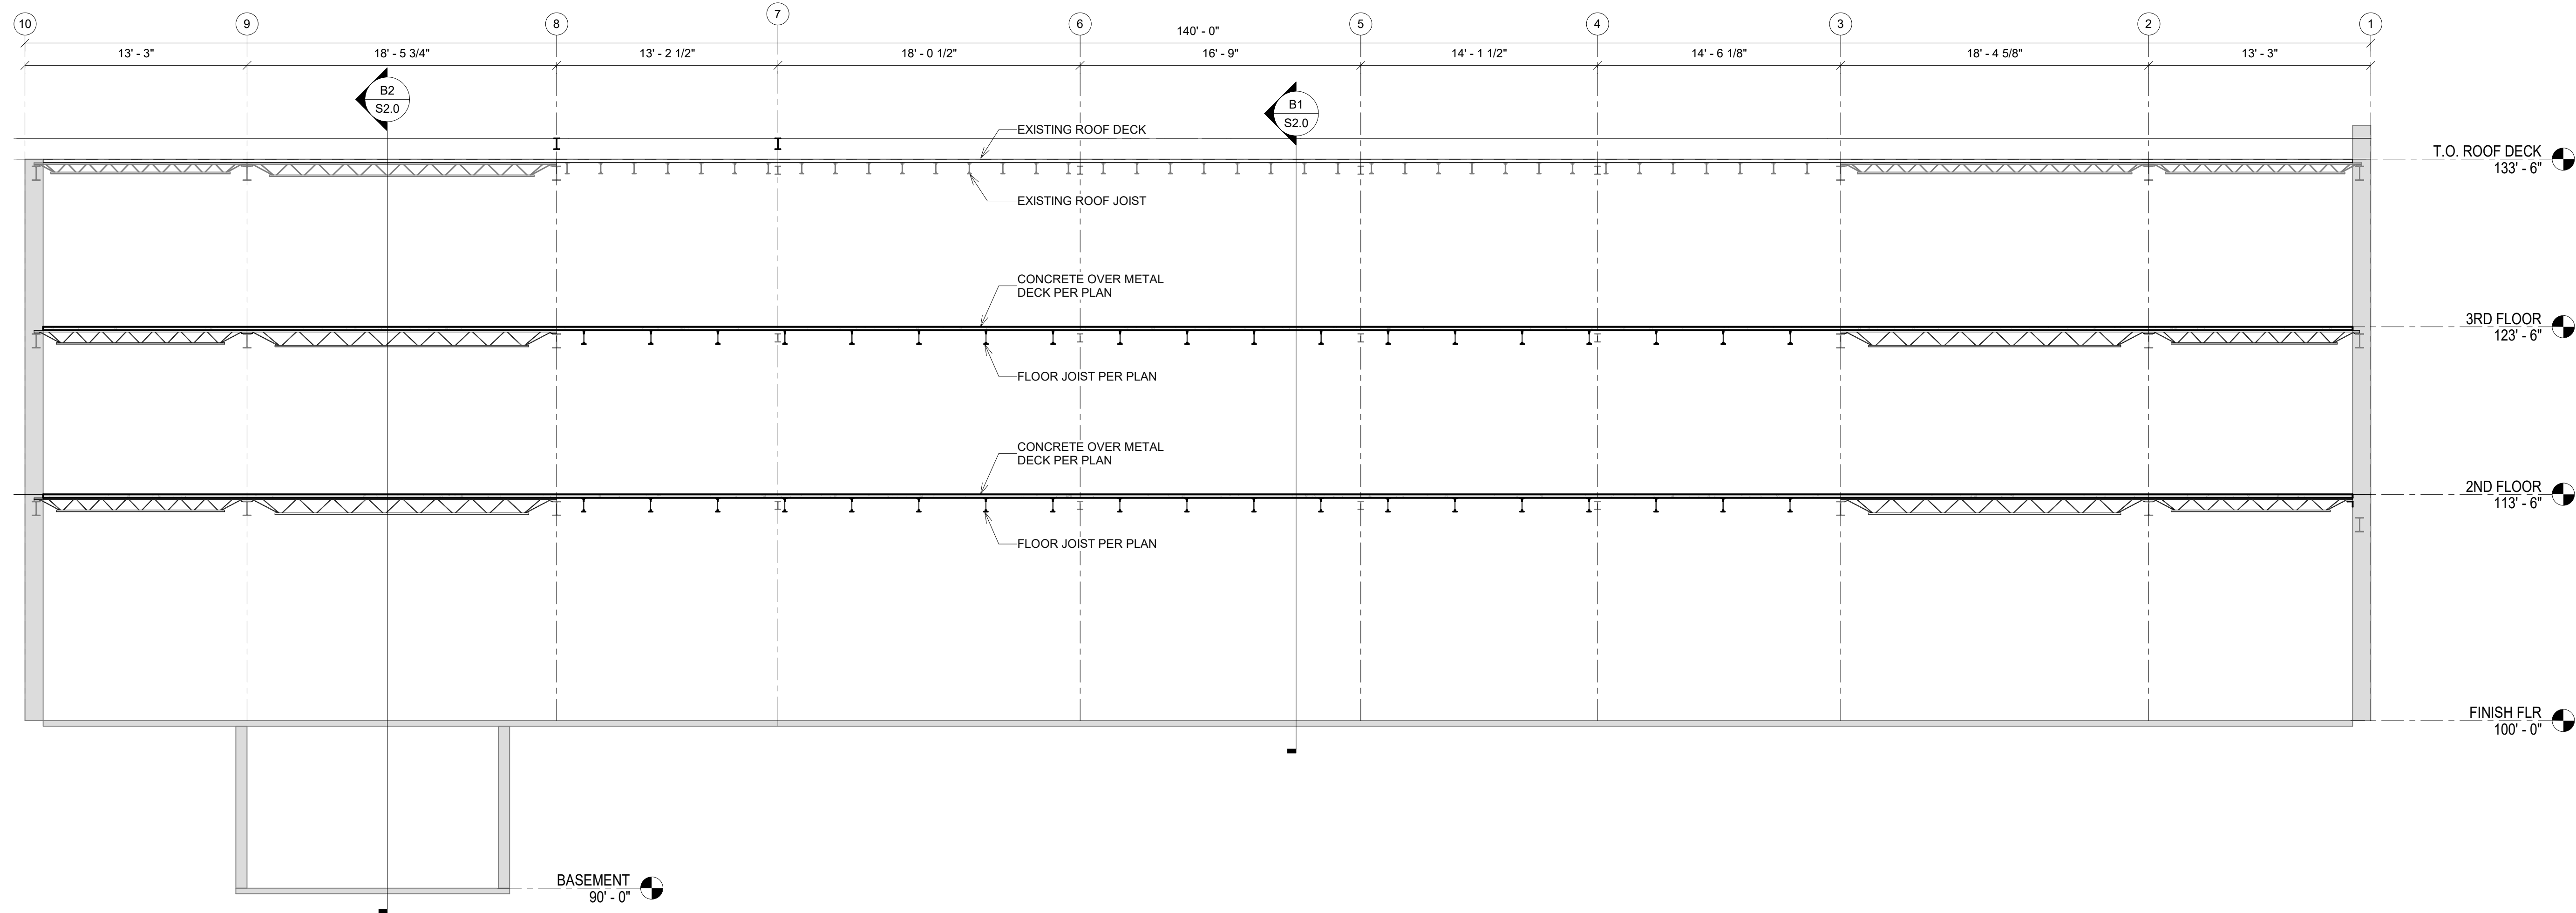 10
9
8
7
6
5
4
3
2
1
140' - 0"
13' - 3"
18' - 5 3/4"
13' - 2 1/2"
18' - 0 1/2"
16' - 9"
14' - 1 1/2"
14' - 6 1/8"
18' - 4 5/8"
13' - 3"
B2
S2.0
B1
S2.0
EXISTING ROOF DECK
T.O. ROOF DECK
133' - 6"
EXISTING ROOF JOIST
CONCRETE OVER METAL
DECK PER PLAN
3RD FLOOR
123' - 6"
FLOOR JOIST PER PLAN
CONCRETE OVER METAL
DECK PER PLAN
2ND FLOOR
113' - 6"
FLOOR JOIST PER PLAN
FINISH FLR
100' - 0"
BASEMENT
90' - 0"